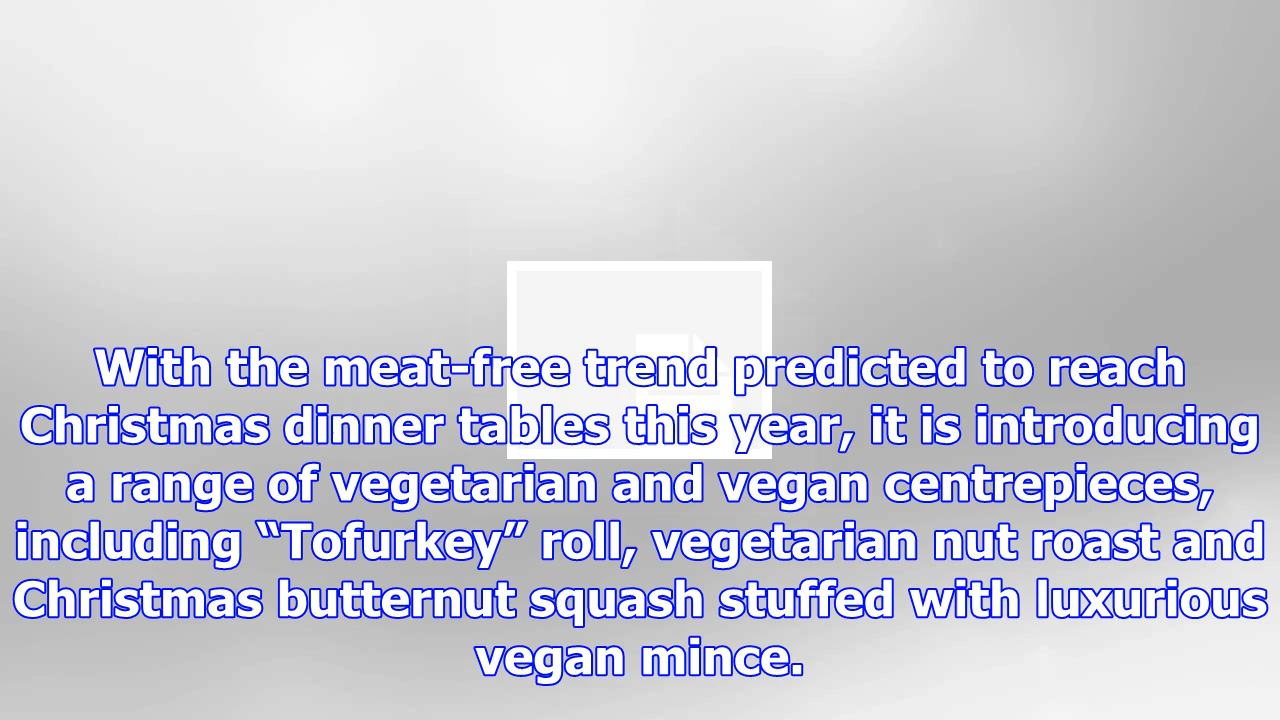 With the meat-free trend predicted to reach
Christmas dinner tables this year, it is introducing
a range of vegetarian and vegan centrepieces,
including “Tofurkey” roll, vegetarian nut roast and
Christmas butternut squash stuffed with luxurious
vegan mince.